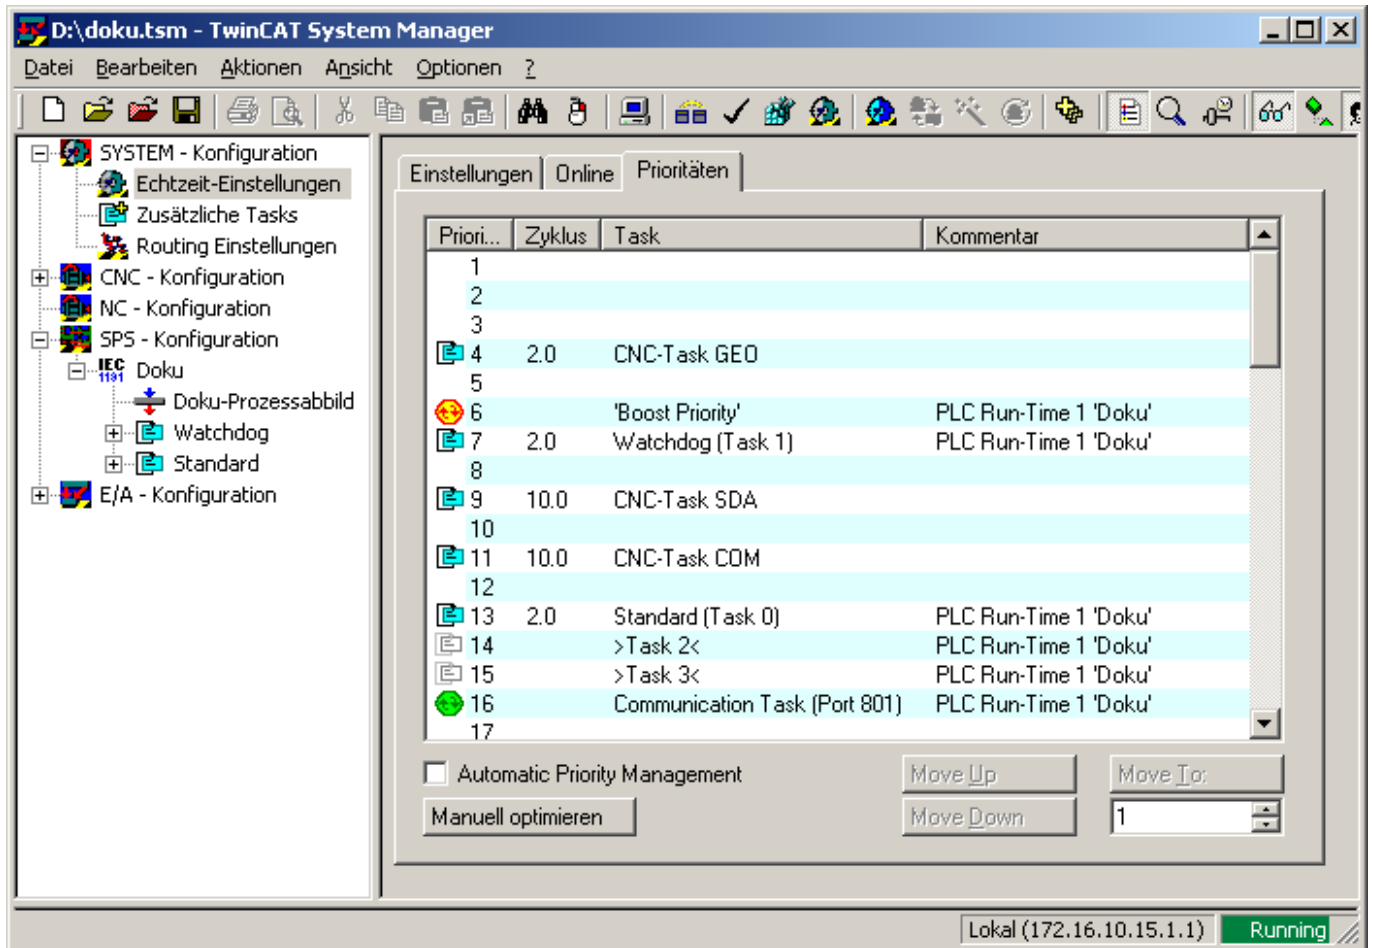 D:\doku.tsm - TwinCAT System Manager
Datei Bearbeiten Aktionen Ansicht Optionen ?
SYSTEM - Konfiguration
Echtzeit-Einstellungen
Zusätzliche Tasks
Routing Einstellungen
CNC - Konfiguration
NC - Konfiguration
SPS - Konfiguration
IEC 1131 Doku
Doku-Prozessabbild
Watchdog
Standard
E/A - Konfiguration
Einstellungen Online Prioritäten
Priori... Zyklus Task Kommentar
1
2
3
4 2.0 CNC-Task GEO
5
6 'Boost Priority' PLC Run-Time 1 'Doku'
7 2.0 Watchdog (Task 1) PLC Run-Time 1 'Doku'
8
9 10.0 CNC-Task SDA
10
11 10.0 CNC-Task COM
12
13 2.0 Standard (Task 0) PLC Run-Time 1 'Doku'
14 >Task 2< PLC Run-Time 1 'Doku'
15 >Task 3< PLC Run-Time 1 'Doku'
16 Communication Task (Port 801) PLC Run-Time 1 'Doku'
17
Automatic Priority Management Move Up Move To:
Manuell optimieren Move Down 1
Lokal (172.16.10.15.1.1) Running